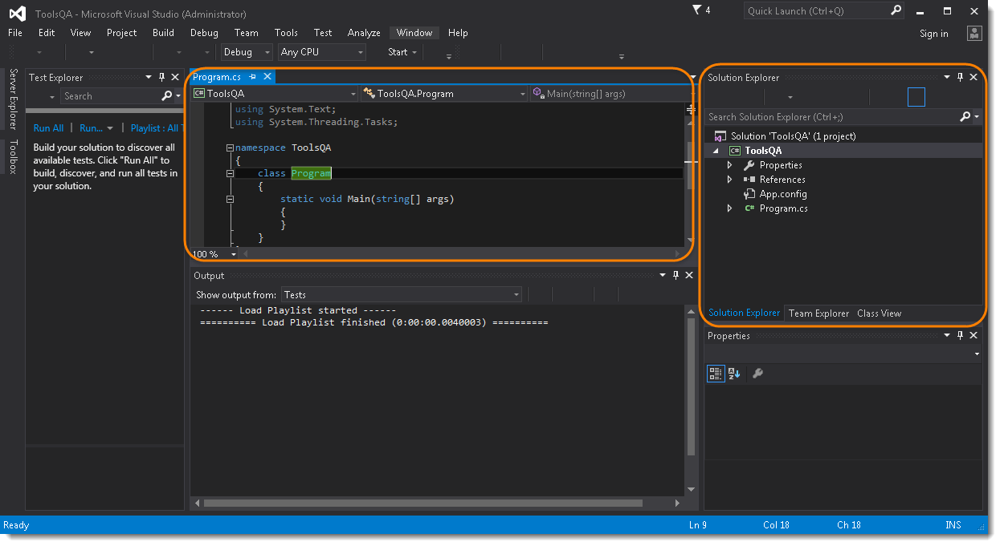 ToolsQA - Microsoft Visual Studio (Administrator)
4
Quick Launch (Ctrl+Q)
File Edit View Project Build Debug Team Tools Test Analyze Window Help
Sign in
Debug Any CPU Start
Server Explorer
Toolbox
Test Explorer
Search
Run All | Run... | Playlist : All
Build your solution to discover all
available tests. Click "Run All" to
build, discover, and run all tests in
your solution.
Program.cs
C# ToolsQA ToolsQA.Program Main(string[] args)
using System.Text;
using System.Threading.Tasks;
namespace ToolsQA
{
class Program
{
static void Main(string[] args)
{
}
}
100 %
Output
Show output from: Tests
------ Load Playlist started ------
========== Load Playlist finished (0:00:00.0040003) ==========
Solution Explorer
Search Solution Explorer (Ctrl+;)
Solution 'ToolsQA' (1 project)
C# ToolsQA
Properties
References
App.config
C# Program.cs
Solution Explorer Team Explorer Class View
Properties
Ready Ln 9 Col 18 Ch 18 INS